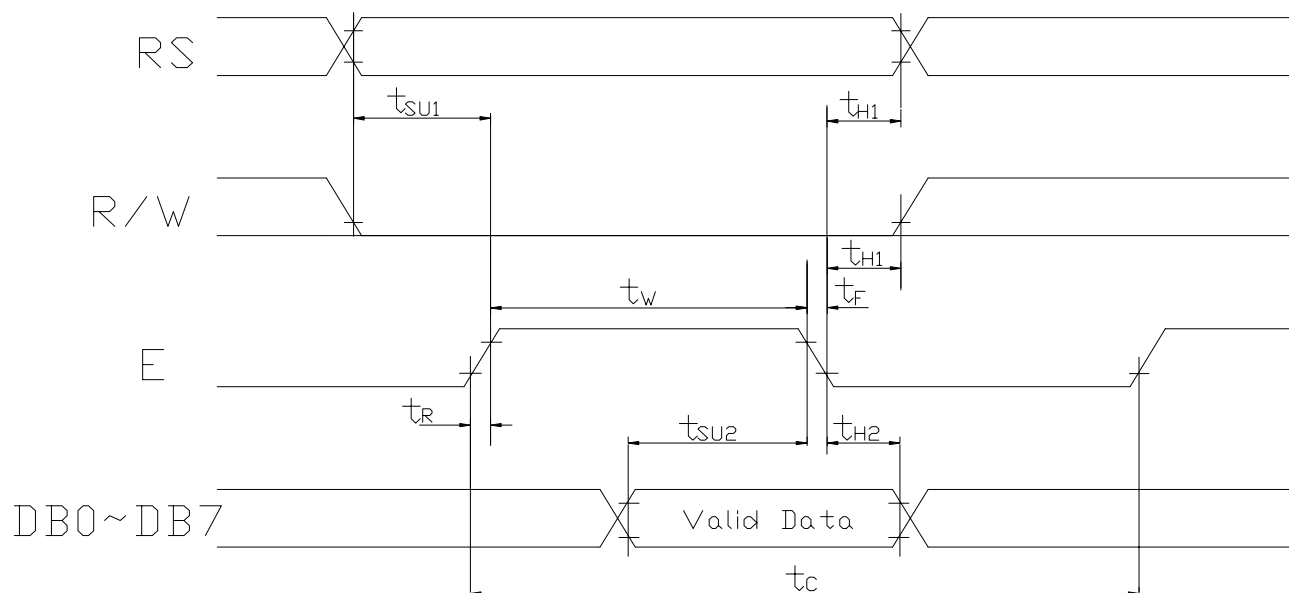 RS
tSU1
tH1
R/W
tH1
tW
tF
E
tR
tSU2
tH2
DB0~DB7
Valid Data
tC